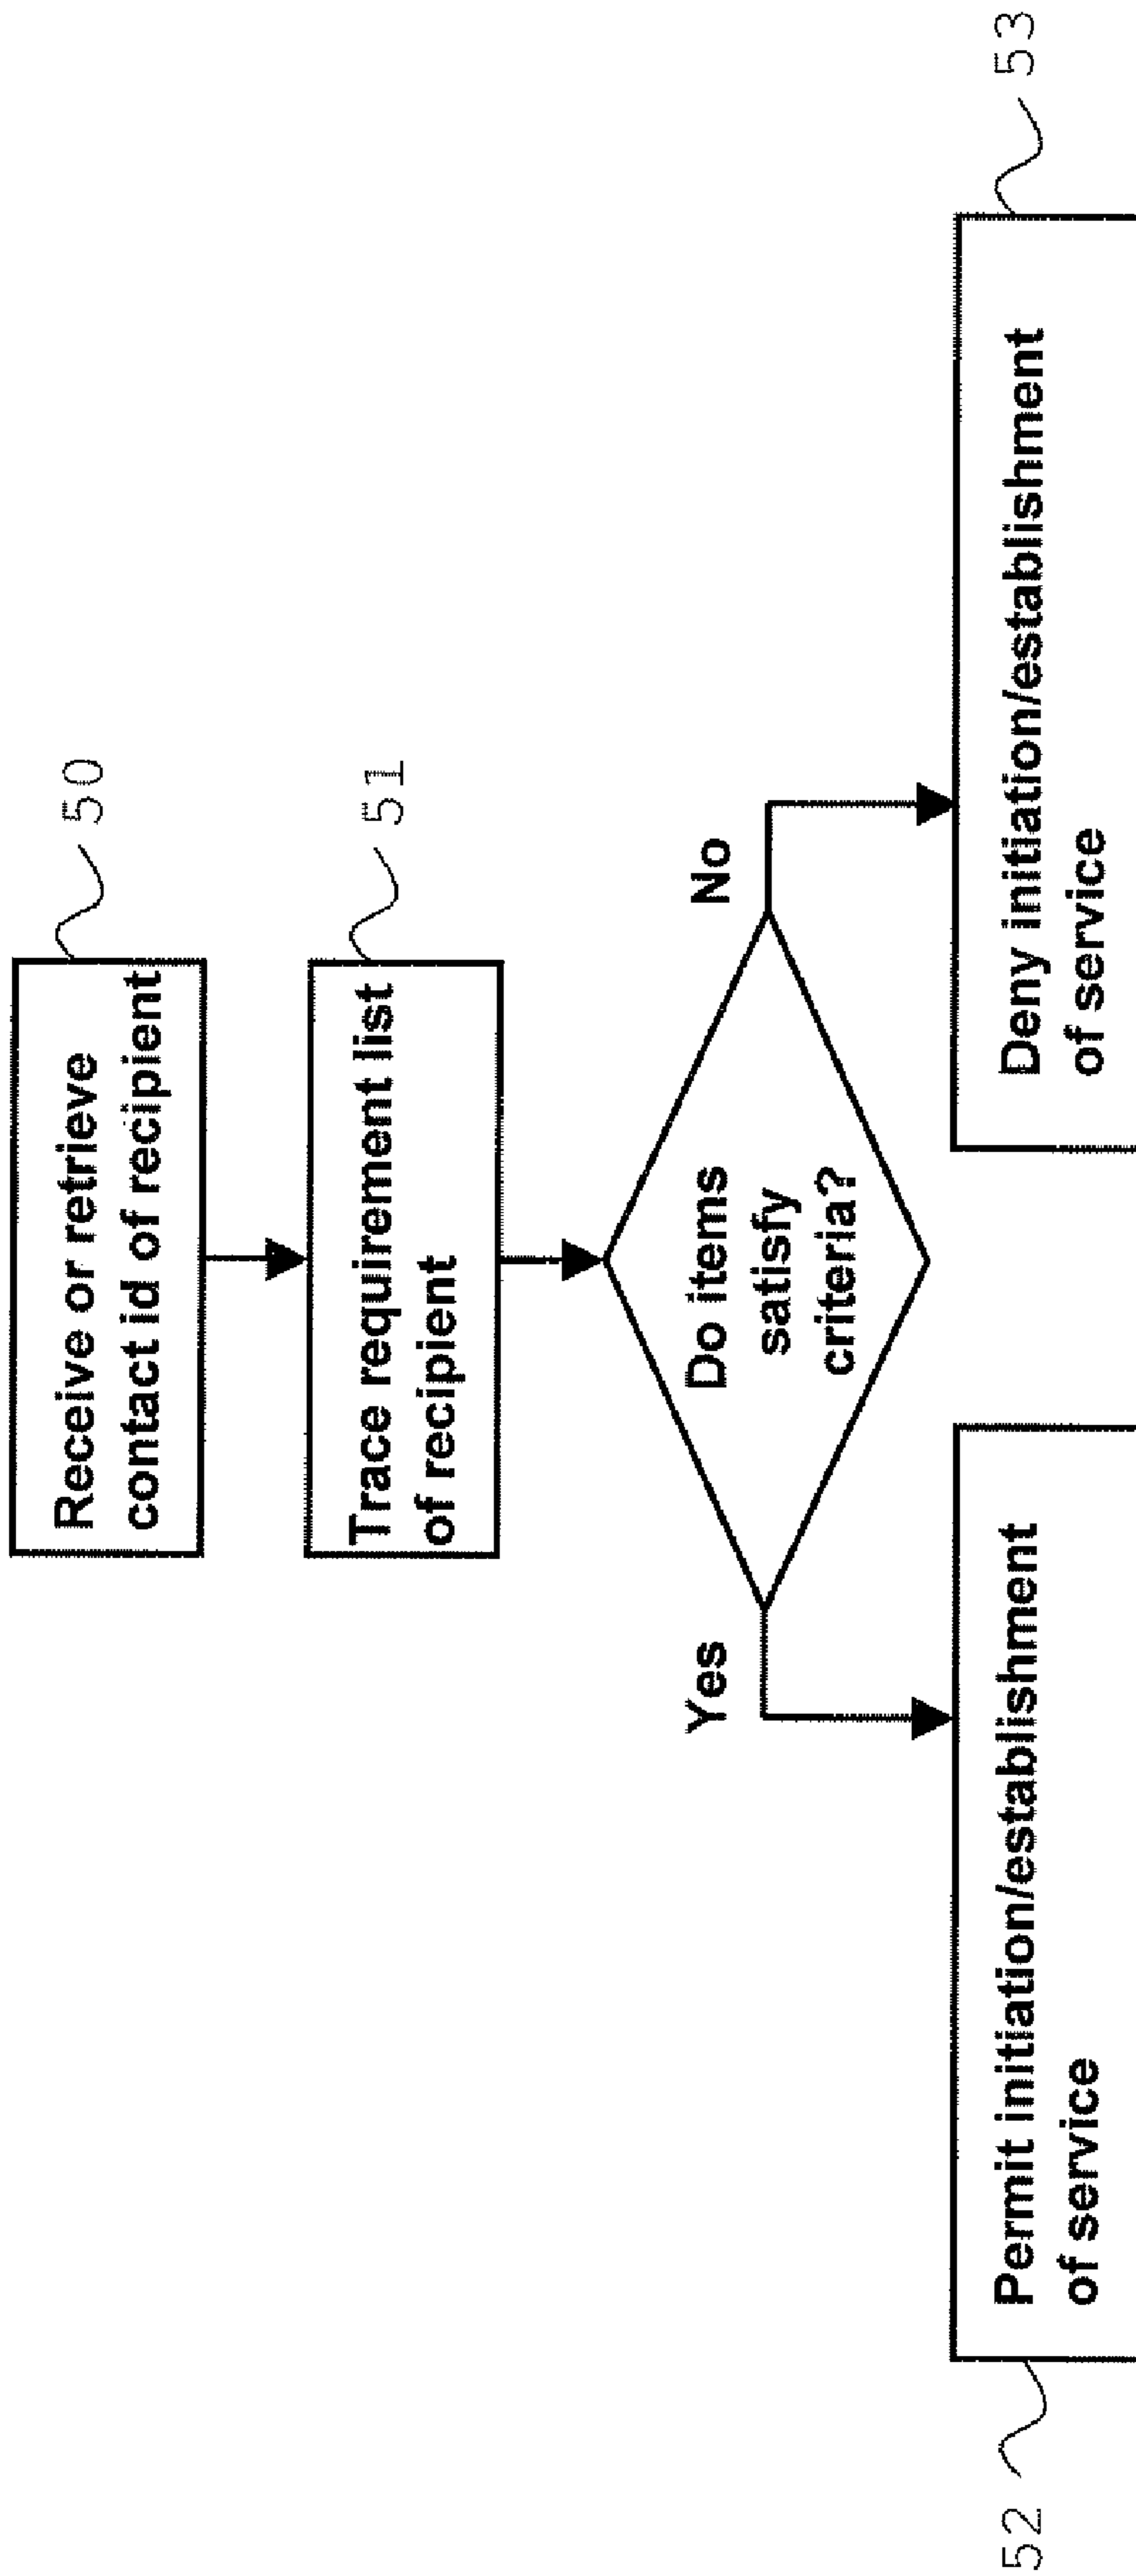 Receive or retrieve
contact id of recipient
50
Trace requirement list
of recipient
51
Do items
satisfy
criteria?
Yes
No
Permit initiation/establishment
of service
52
Deny initiation/establishment
of service
53